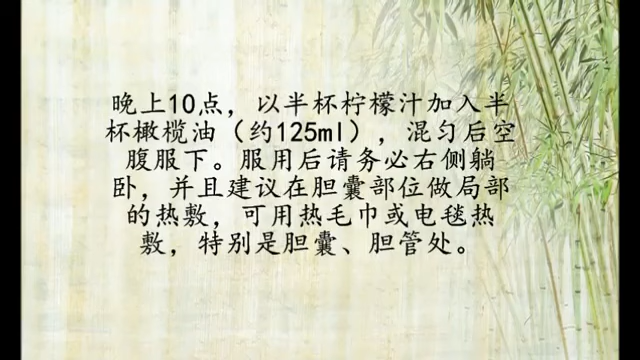 晚上10点，以半杯柠檬汁加入半
杯橄榄油（约125ml），混匀后空
腹服下。服用后请务必右侧躺
卧，并且建议在胆囊部位做局部
的热敷，可用热毛巾或电毯热
敷，特别是胆囊、胆管处。